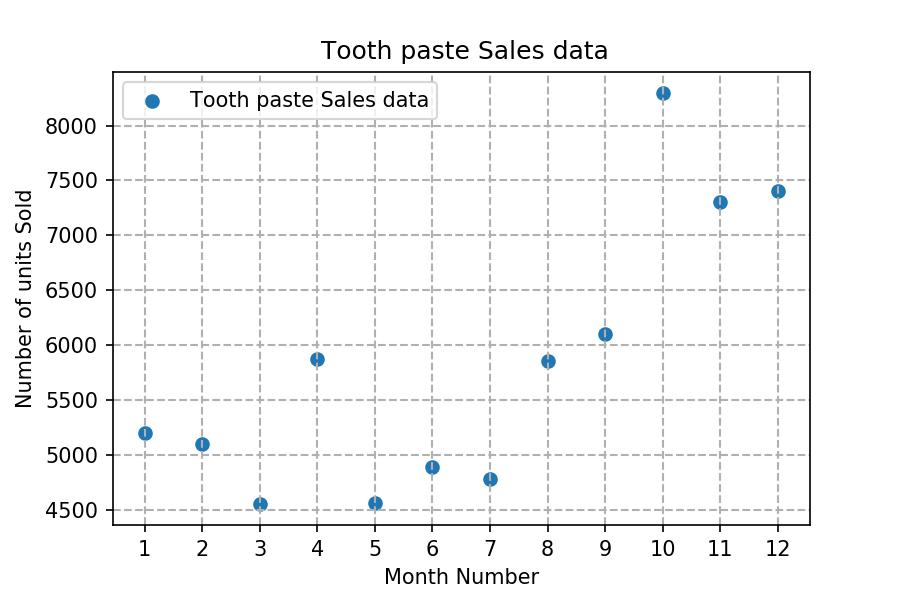 Tooth paste Sales data
Tooth paste Sales data
8000
7500
7000
6500
6000
5500
5000
4500
Number of units Sold
1 2 3 4 5 6 7 8 9 10 11 12
Month Number